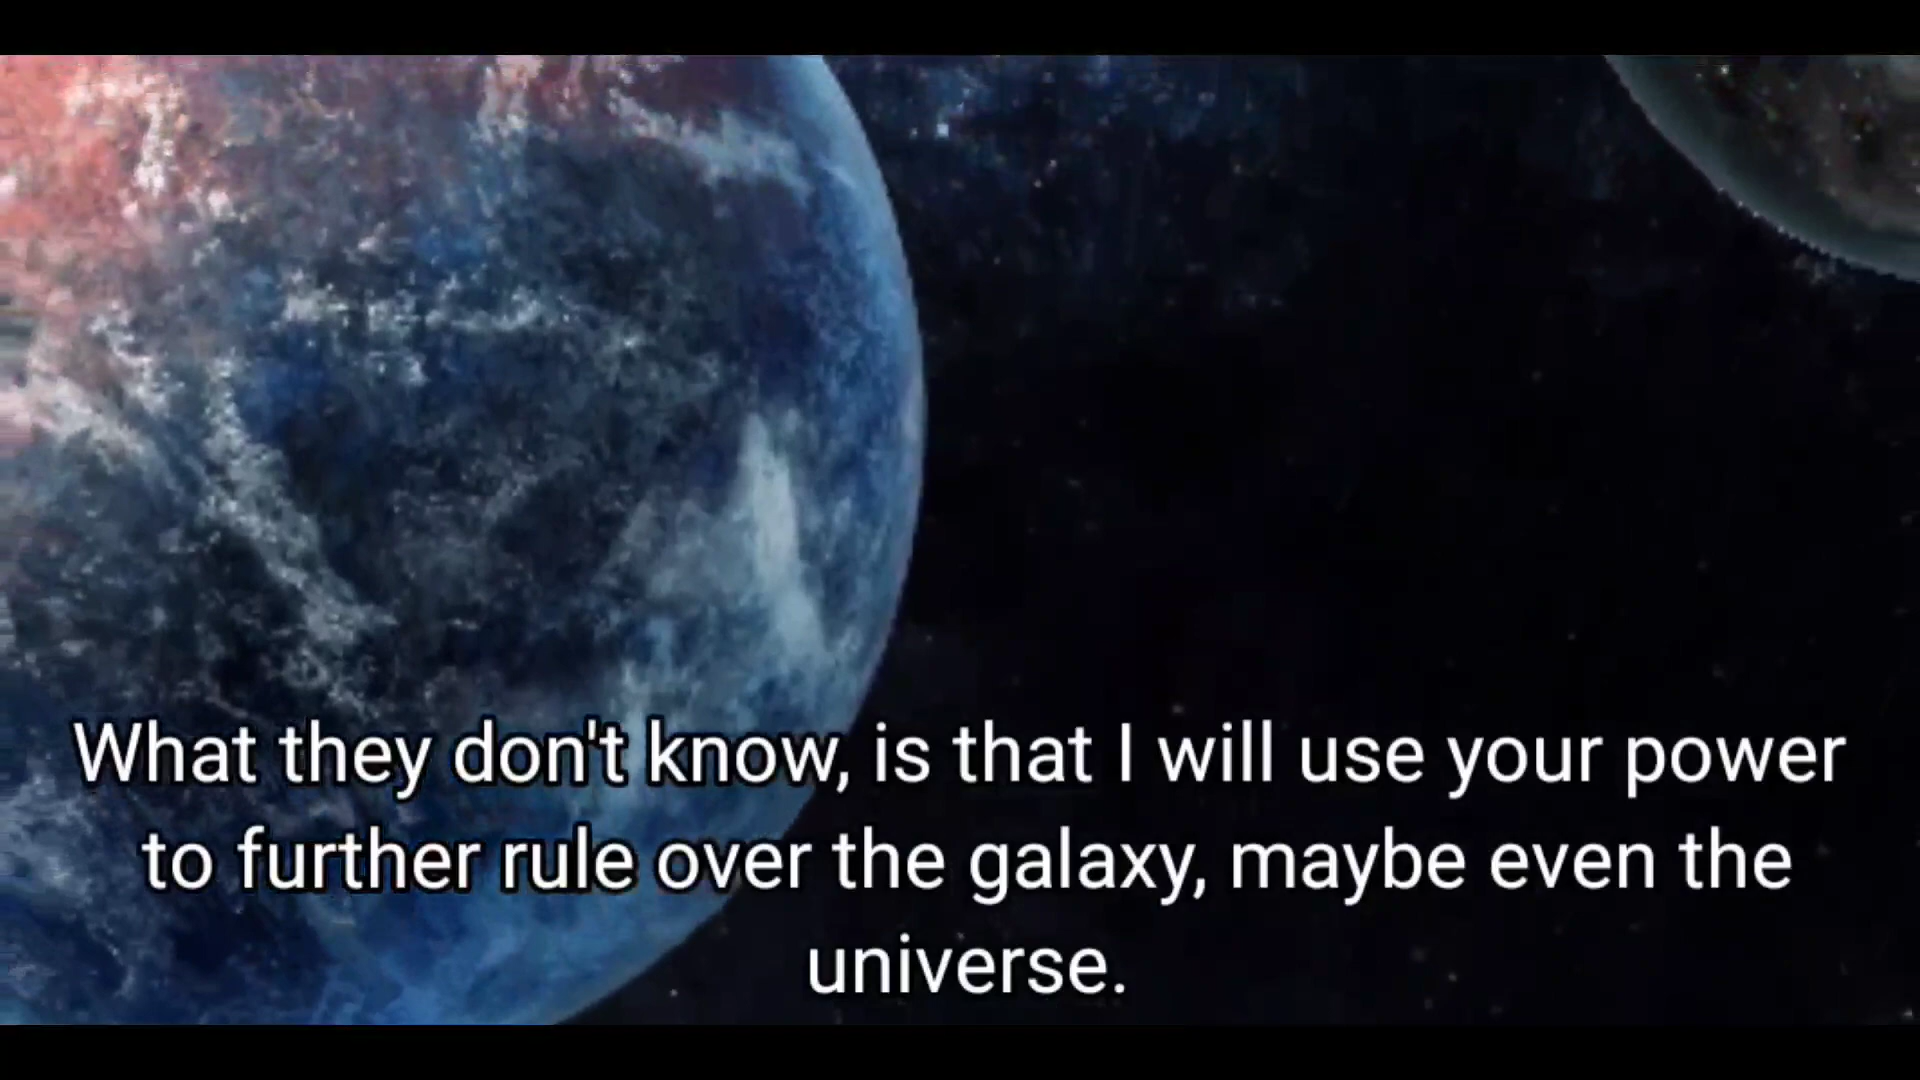 What they don't know, is that I will use your power
to further rule over the galaxy, maybe even the
universe.